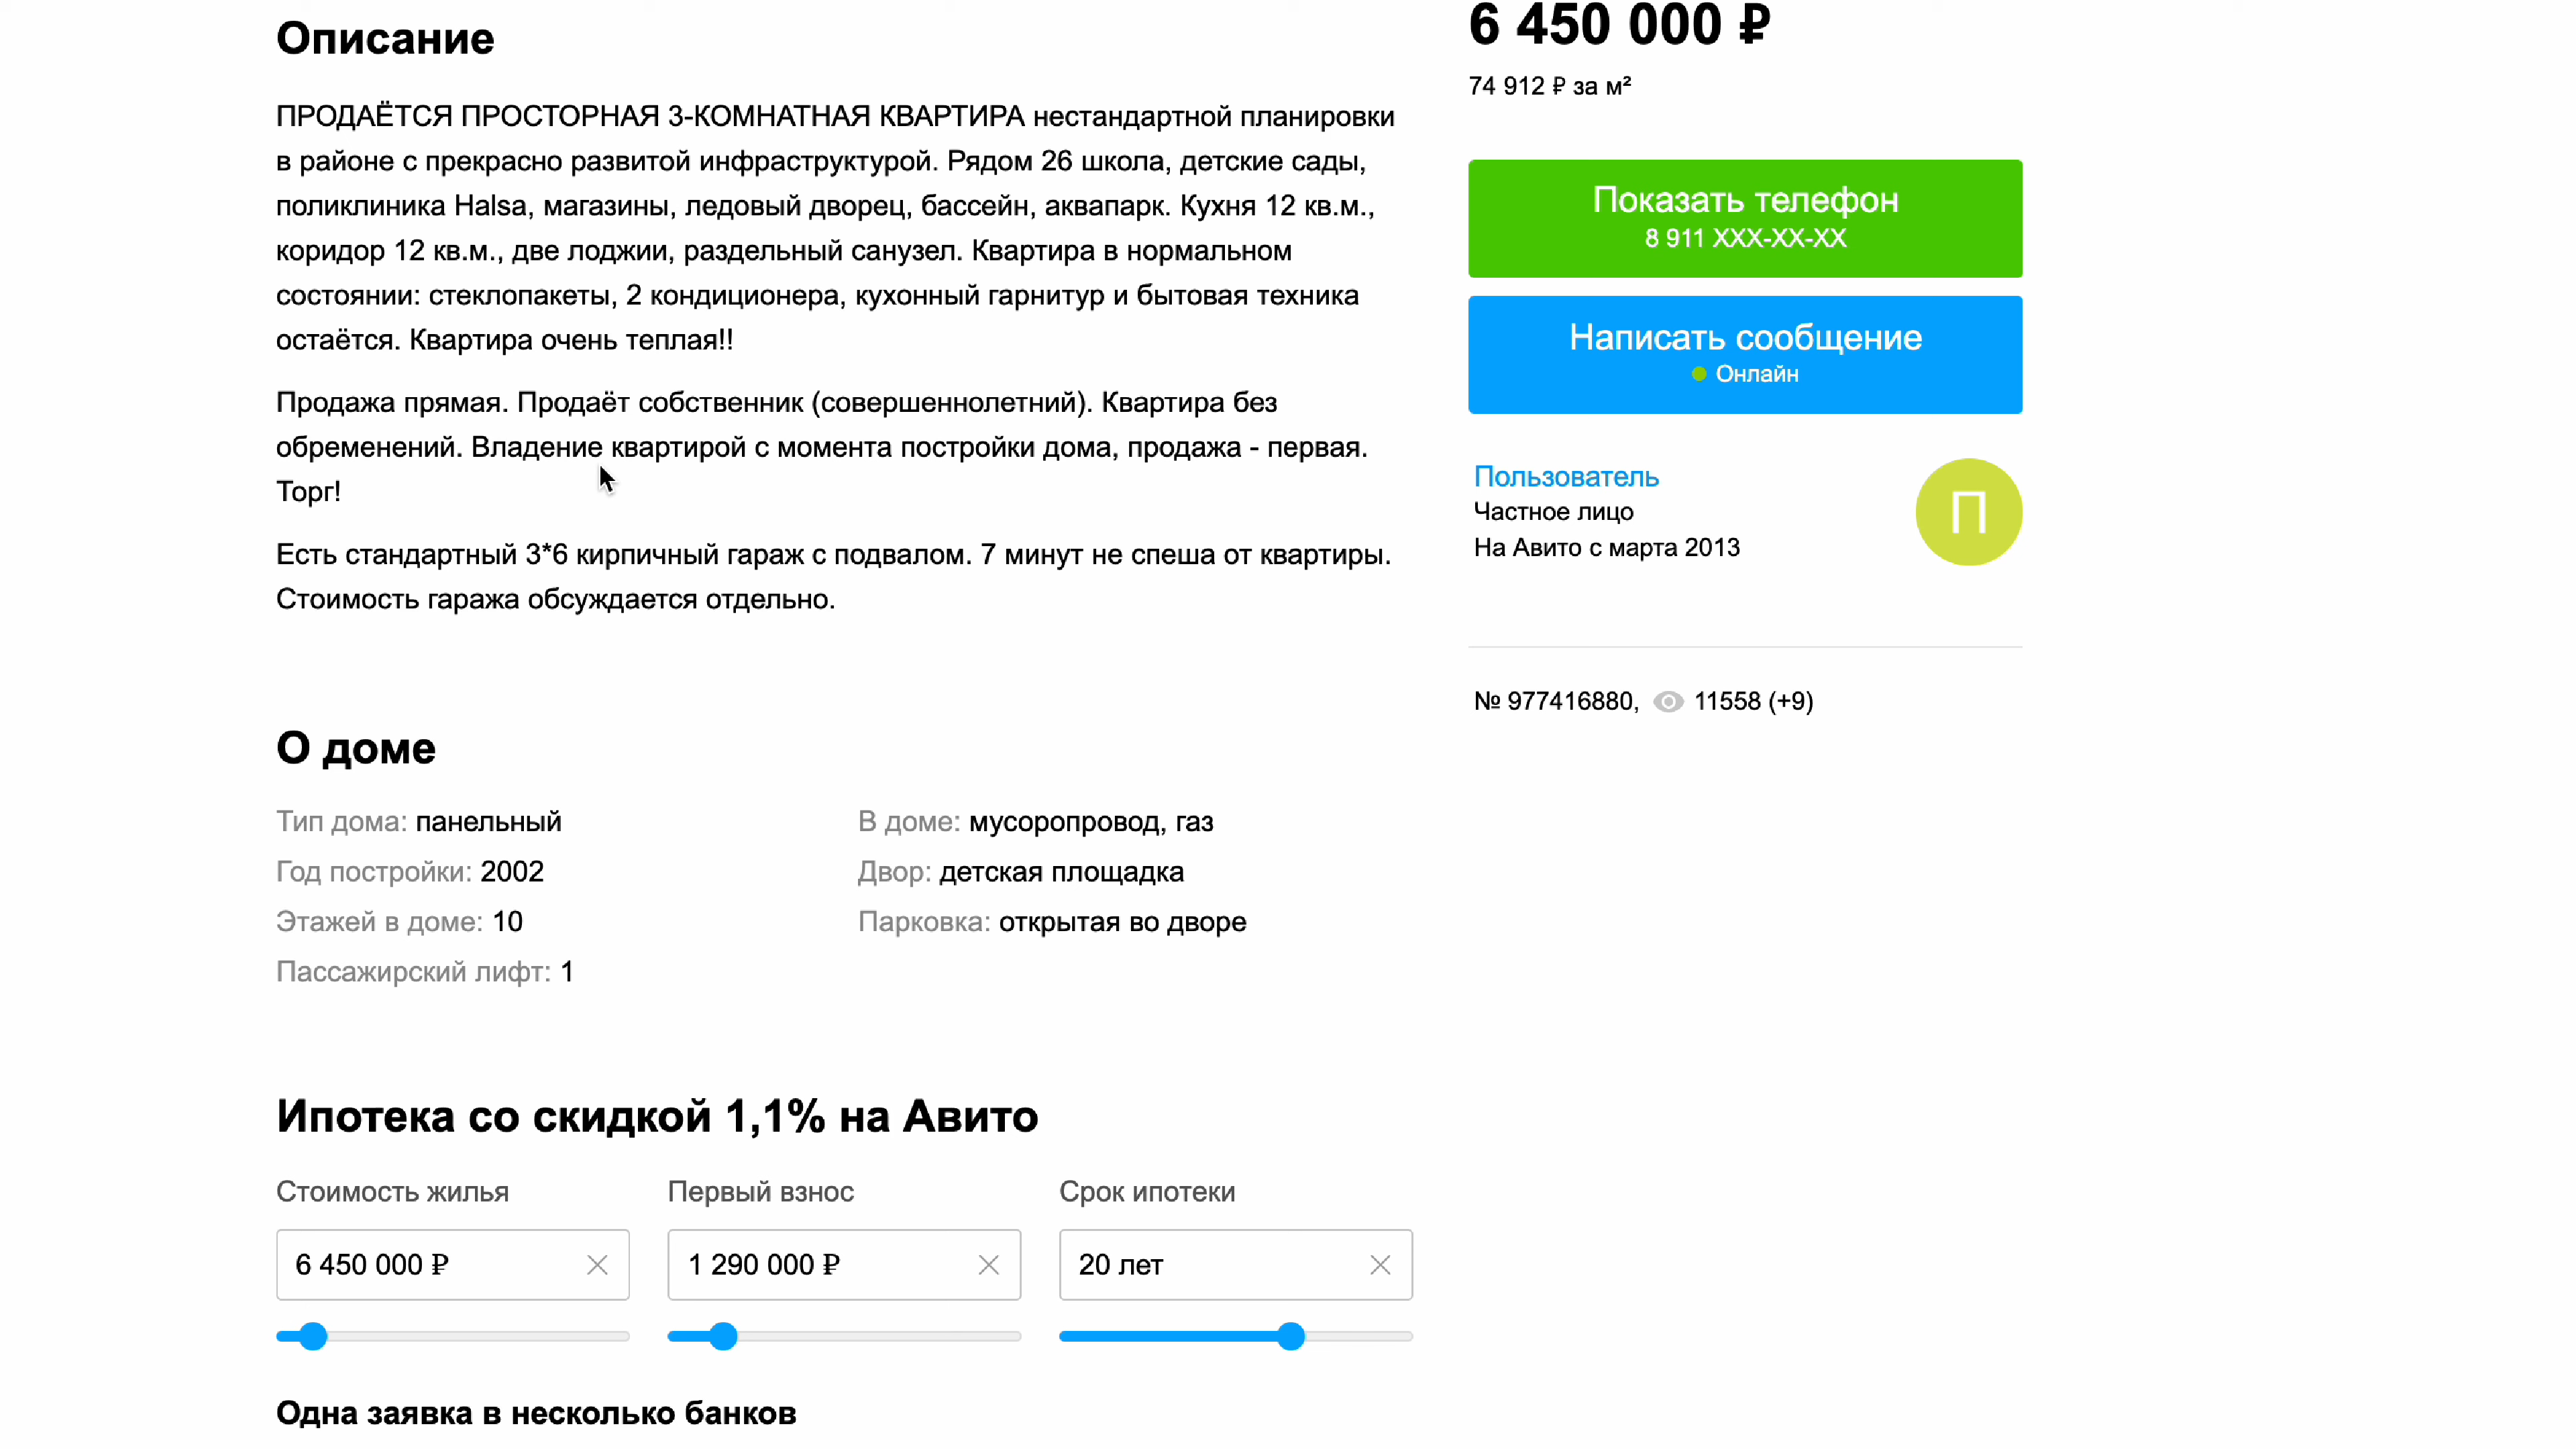 Описание
ПРОДАЁТСЯ ПРОСТОРНАЯ 3-КОМНАТНАЯ КВАРТИРА нестандартной планировки
в районе с прекрасно развитой инфраструктурой. Рядом 26 школа, детские сады,
поликлиника Halsa, магазины, ледовый дворец, бассейн, аквапарк. Кухня 12 кв.м.,
коридор 12 кв.м., две лоджии, раздельный санузел. Квартира в нормальном
состоянии: стеклопакеты, 2 кондиционера, кухонный гарнитур и бытовая техника
остаётся. Квартира очень теплая!!
Продажа прямая. Продаёт собственник (совершеннолетний). Квартира без
обременений. Владение квартирой с момента постройки дома, продажа - первая.
Торг!
Есть стандартный 3*6 кирпичный гараж с подвалом. 7 минут не спеша от квартиры.
Стоимость гаража обсуждается отдельно.
О доме
Тип дома: панельный
Год постройки: 2002
Этажей в доме: 10
Пассажирский лифт: 1
В доме: мусоропровод, газ
Двор: детская площадка
Парковка: открытая во дворе
Ипотека со скидкой 1,1% на Авито
Стоимость жилья
6 450 000 ₽
Первый взнос
1 290 000 ₽
Срок ипотеки
20 лет
Одна заявка в несколько банков
6 450 000 ₽
74 912 ₽ за м²
Показать телефон
8 911 XXX-XX-XX
Написать сообщение
Онлайн
Пользователь
Частное лицо
На Авито с марта 2013
П
№ 977416880, 11558 (+9)